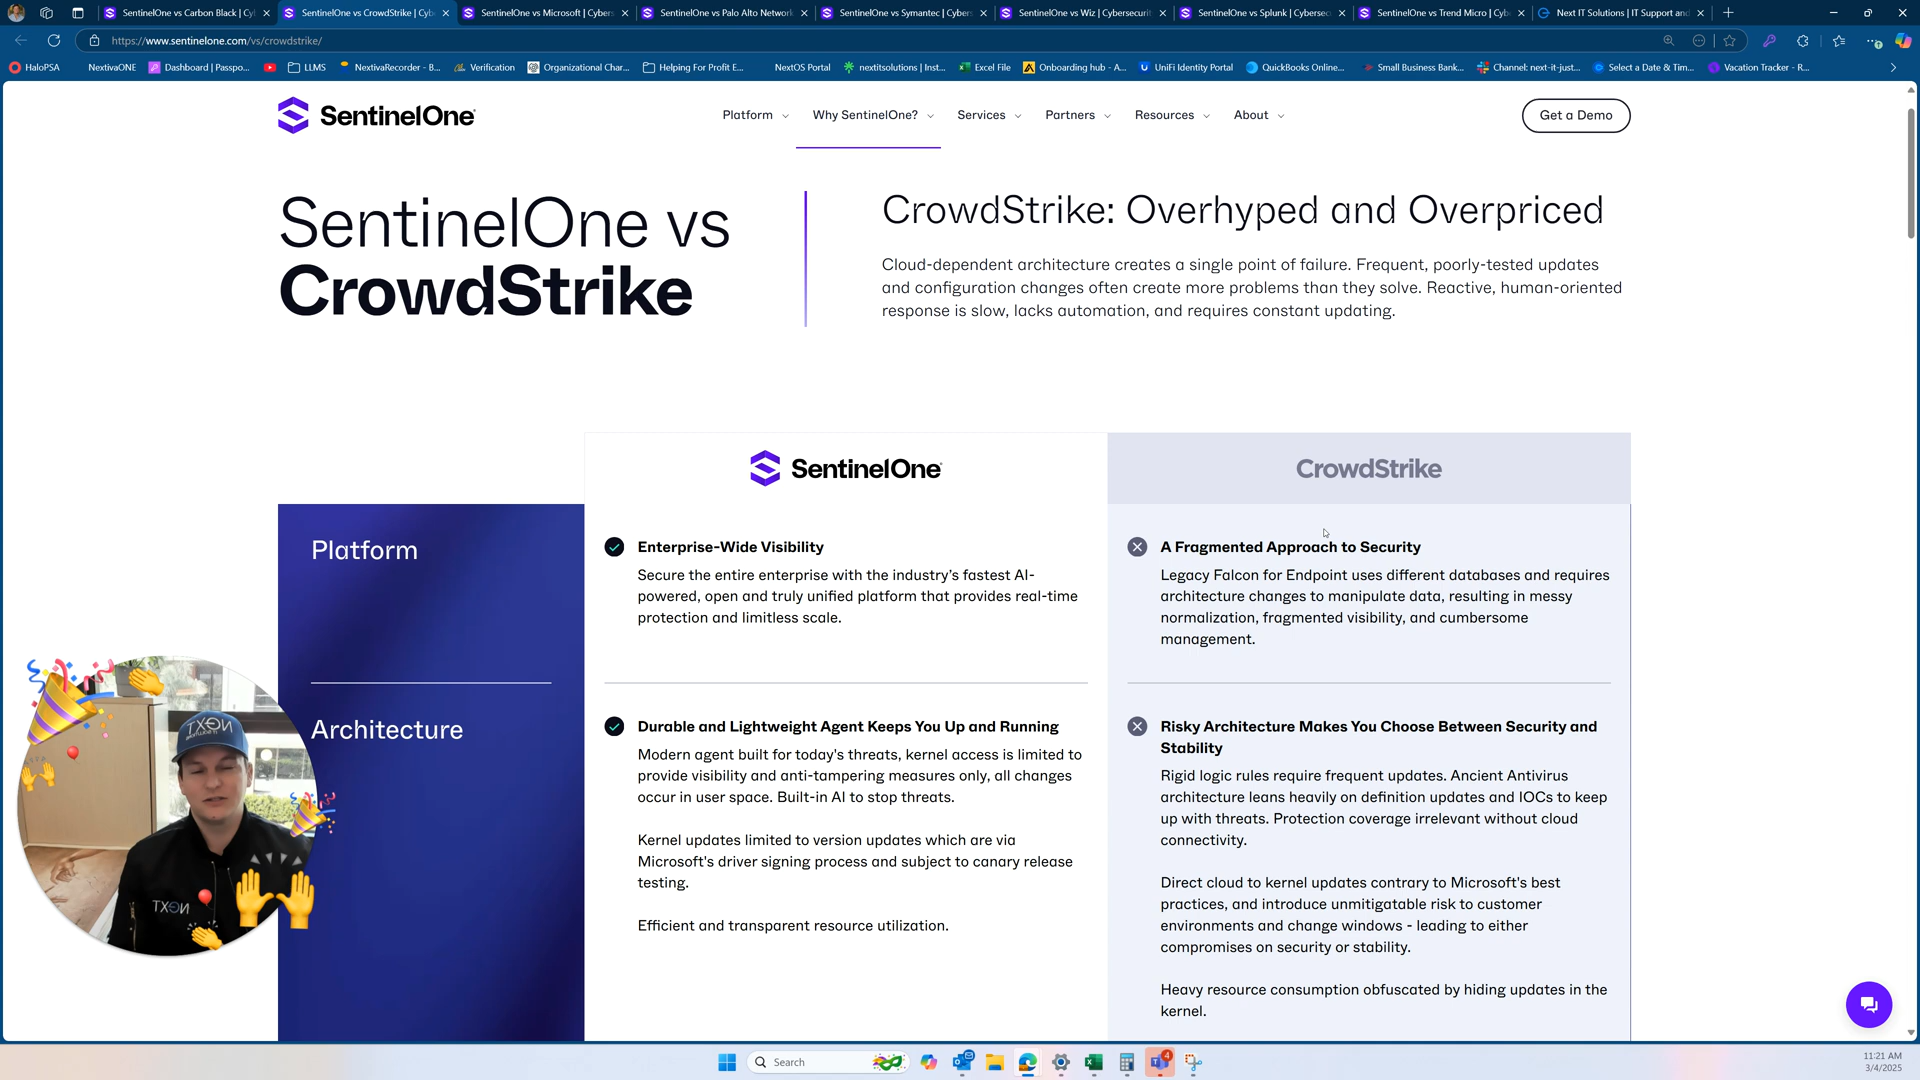 SentinelOne vs Carbon Black | Cyb
SentinelOne vs CrowdStrike | Cyb
SentinelOne vs Microsoft | Cybers
SentinelOne vs Palo Alto Network
SentinelOne vs Symantec | Cybers
SentinelOne vs Wiz | Cybersecurit
SentinelOne vs Splunk | Cybersec
SentinelOne vs Trend Micro | Cyb
Next IT Solutions | IT Support and
https://www.sentinelone.com/vs/crowdstrike/
HaloPSA
NextivaONE
Dashboard | Passpo...
LLMS
NextivaRecorder - B...
Verification
Organizational Char...
Helping For Profit E...
NextOS Portal
nextitsolutions | Inst...
Excel File
Onboarding hub - A...
UniFi Identity Portal
QuickBooks Online...
Small Business Bank...
Channel: next-it-just...
Select a Date & Tim...
Vacation Tracker - R...
SentinelOne
Platform
Why SentinelOne?
Services
Partners
Resources
About
Get a Demo
SentinelOne vs
CrowdStrike
CrowdStrike: Overhyped and Overpriced
Cloud-dependent architecture creates a single point of failure. Frequent, poorly-tested updates
and configuration changes often create more problems than they solve. Reactive, human-oriented
response is slow, lacks automation, and requires constant updating.
SentinelOne
CrowdStrike
Platform
Enterprise-Wide Visibility
Secure the entire enterprise with the industry's fastest AI-
powered, open and truly unified platform that provides real-time
protection and limitless scale.
A Fragmented Approach to Security
Legacy Falcon for Endpoint uses different databases and requires
architecture changes to manipulate data, resulting in messy
normalization, fragmented visibility, and cumbersome
management.
Architecture
Durable and Lightweight Agent Keeps You Up and Running
Modern agent built for today's threats, kernel access is limited to
provide visibility and anti-tampering measures only, all changes
occur in user space. Built-in AI to stop threats.
Kernel updates limited to version updates which are via
Microsoft's driver signing process and subject to canary release
testing.
Efficient and transparent resource utilization.
Risky Architecture Makes You Choose Between Security and
Stability
Rigid logic rules require frequent updates. Ancient Antivirus
architecture leans heavily on definition updates and IOCs to keep
up with threats. Protection coverage irrelevant without cloud
connectivity.
Direct cloud to kernel updates contrary to Microsoft's best
practices, and introduce unmitigatable risk to customer
environments and change windows - leading to either
compromises on security or stability.
Heavy resource consumption obfuscated by hiding updates in the
kernel.
NEXT
NEXT
Search
4
11:21 AM
3/4/2025